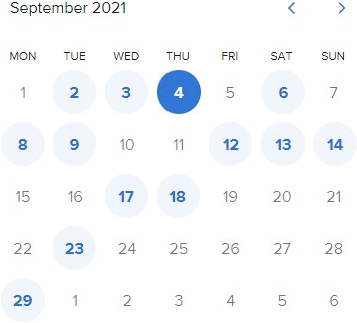 September 2021
MON TUE WED THU FRI SAT SUN
1 2 3 4 5 6 7
8 9 10 11 12 13 14
15 16 17 18 19 20 21
22 23 24 25 26 27 28
29 1 2 3 4 5 6